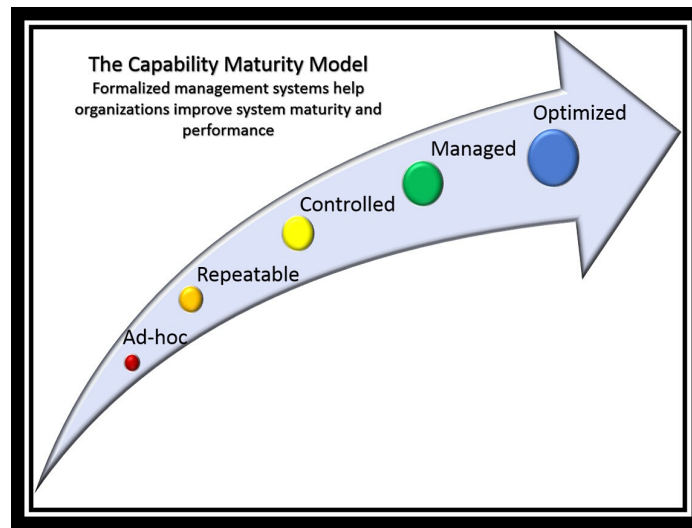 The Capability Maturity Model
Formalized management systems help
organizations improve system maturity and
performance
Optimized
Managed
Controlled
Repeatable
Ad-hoc